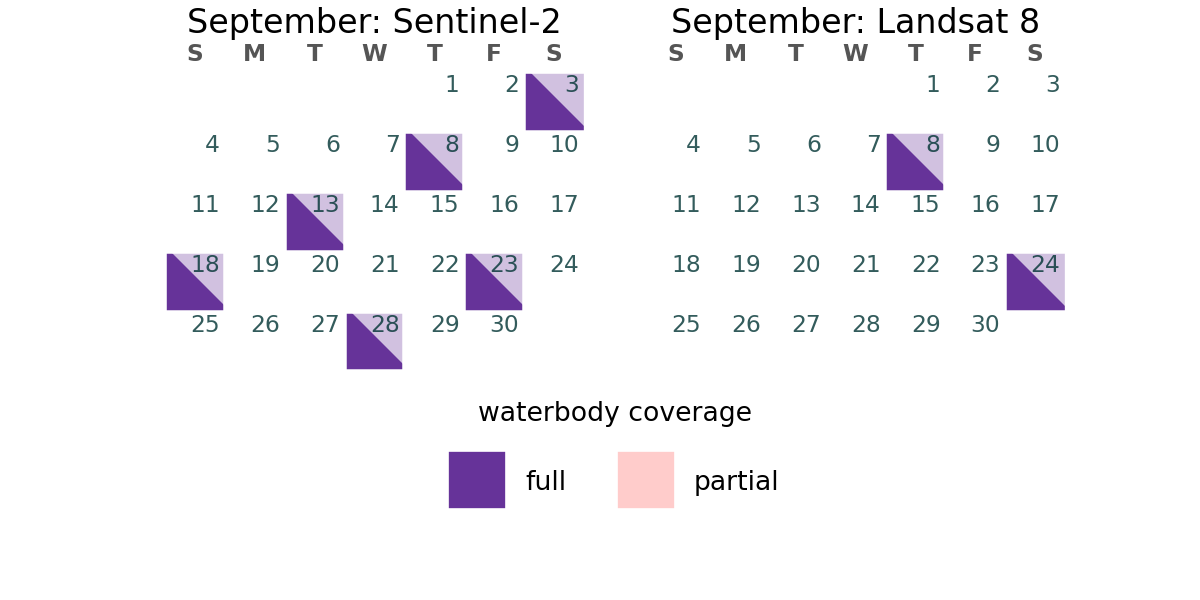 September: Sentinel-2
S M T W T F S
1 2 3
4 5 6 7 8 9 10
11 12 13 14 15 16 17
18 19 20 21 22 23 24
25 26 27 28 29 30
September: Landsat 8
S M T W T F S
1 2 3
4 5 6 7 8 9 10
11 12 13 14 15 16 17
18 19 20 21 22 23 24
25 26 27 28 29 30
waterbody coverage
full partial